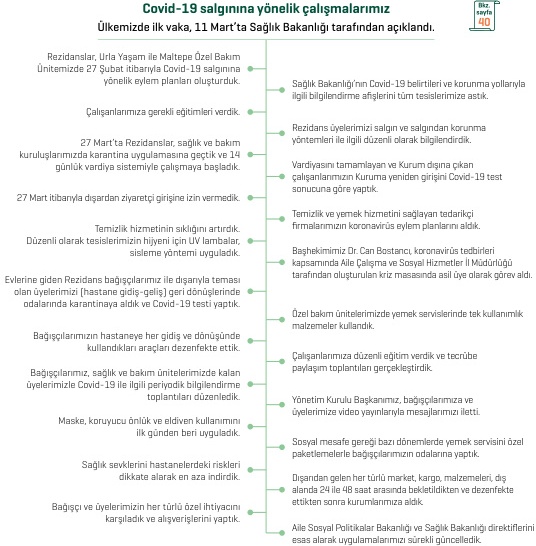 Covid-19 salgınına yönelik çalışmalarımız
Ülkemizde ilk vaka, 11 Mart'ta Sağlık Bakanlığı tarafından açıklandı.
Bkz.
sayfa
40
Rezidanslar, Urla Yaşam ile Maltepe Özel Bakım
Ünitemizde 27 Şubat itibarıyla Covid-19 salgınına
yönelik eylem planları oluşturduk.
Sağlık Bakanlığı'nın Covid-19 belirtileri ve korunma yollarıyla
ilgili bilgilendirme afişlerini tüm tesislerimize astık.
Çalışanlarımıza gerekli eğitimleri verdik.
Rezidans üyelerimizi salgın ve salgından korunma
yöntemleri ile ilgili düzenli olarak bilgilendirdik.
27 Mart'ta Rezidanslar, sağlık ve bakım
kuruluşlarımızda karantina uygulamasına geçtik ve 14
günlük vardiya sistemiyle çalışmaya başladık.
Vardiyasını tamamlayan ve Kurum dışına çıkan
çalışanlarımızın Kuruma yeniden girişini Covid-19 test
sonucuna göre yaptık.
27 Mart itibarıyla dışardan ziyaretçi girişine izin vermedik.
Temizlik ve yemek hizmetini sağlayan tedarikçi
firmalarımızın koronavirüs eylem planlarını aldık.
Temizlik hizmetinin sıklığını artırdık.
Düzenli olarak tesislerimizin hijyeni için UV lambalar,
sisleme yöntemi uyguladık.
Başhekimimiz Dr. Can Bostancı, koronavirüs tedbirleri
kapsamında Aile Çalışma ve Sosyal Hizmetler İl Müdürlüğü
tarafından oluşturulan kriz masasında asil üye olarak görev aldı.
Evlerine giden Rezidans bağışçılarımız ile dışarıyla teması
olan üyelerimizi (hastane gidiş-geliş) geri dönüşlerinde
odalarında karantinaya aldık ve Covid-19 testi yaptık.
Özel bakım ünitelerimizde yemek servislerinde tek kullanımlık
malzemeler kullandık.
Bağışçılarımızın hastaneye her gidiş ve dönüşünde
kullandıkları araçları dezenfekte ettik.
Çalışanlarımıza düzenli eğitim verdik ve tecrübe
paylaşım toplantıları gerçekleştirdik.
Bağışçılarımız, sağlık ve bakım ünitelerimizde kalan
üyelerimizle Covid-19 ile ilgili periyodik bilgilendirme
toplantıları düzenledik.
Yönetim Kurulu Başkanımız, bağışçılarımıza ve
üyelerimize video yayınlarıyla mesajlarımızı iletti.
Maske, koruyucu önlük ve eldiven kullanımını
ilk günden beri uyguladık.
Sosyal mesafe gereği bazı dönemlerde yemek servisini özel
paketlemelerle bağışçılarımızın odalarına yaptık.
Sağlık sevklerini hastanelerdeki riskleri
dikkate alarak en aza indirdik.
Dışarıdan gelen her türlü market, kargo, malzemeleri, dış
alanda 24 ile 48 saat arasında bekletildikten ve dezenfekte
ettikten sonra kurumlarımıza aldık.
Bağışçı ve üyelerimizin her türlü özel ihtiyacını
karşıladık ve alışverişlerini yaptık.
Aile Sosyal Politikalar Bakanlığı ve Sağlık Bakanlığı direktiflerini
esas alarak uygulamalarımızı sürekli güncelledik.